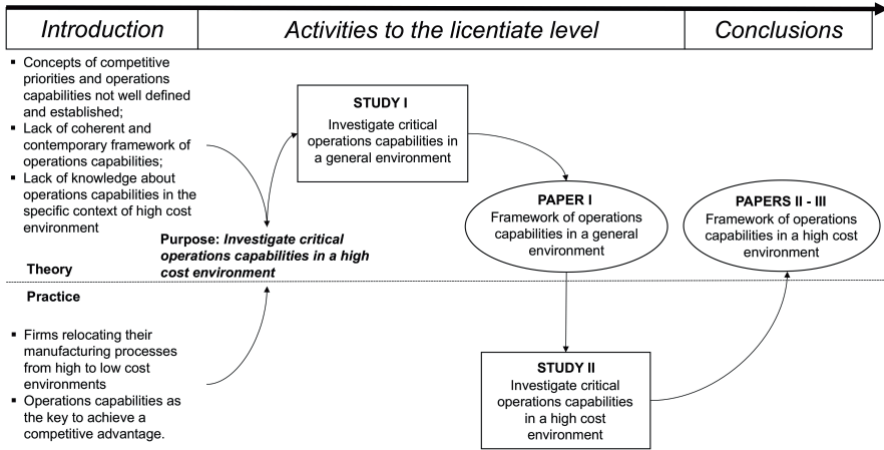 Introduction
Activities to the licentiate level
Conclusions
▪ Concepts of competitive
priorities and operations
capabilities not well defined
and established;
▪ Lack of coherent and
contemporary framework of
operations capabilities;
▪ Lack of knowledge about
operations capabilities in the
specific context of high cost
environment
STUDY I
Investigate critical
operations capabilities in
a general environment
PAPER I
Framework of operations
capabilities in a general
environment
PAPERS II - III
Framework of operations
capabilities in a high cost
environment
Purpose: Investigate critical
operations capabilities in a high
cost environment
Theory
Practice
▪ Firms relocating their
manufacturing processes
from high to low cost
environments
▪ Operations capabilities as
the key to achieve a
competitive advantage.
STUDY II
Investigate critical
operations capabilities
in a high cost
environment